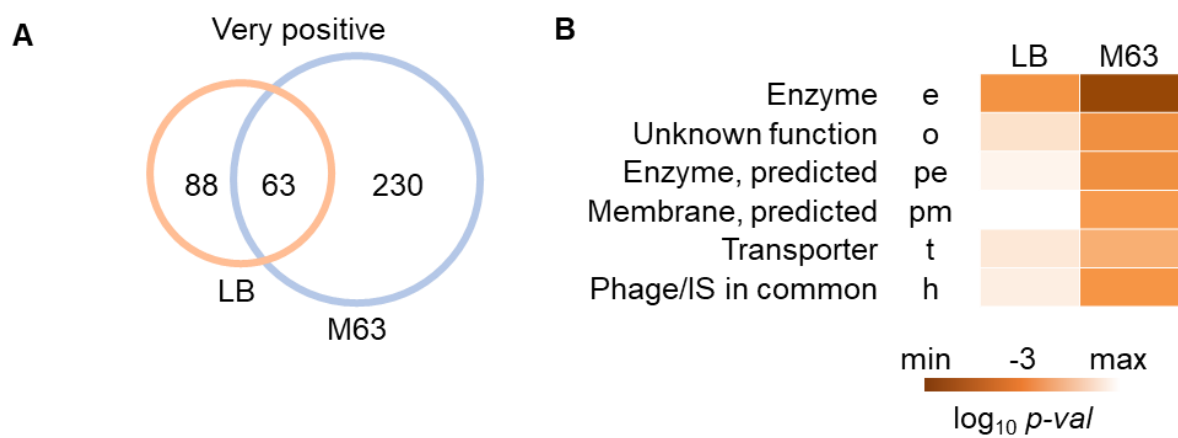 A
Very positive
88 63 230
LB
M63
B
LB M63
Enzyme e
Unknown function o
Enzyme, predicted pe
Membrane, predicted pm
Transporter t
Phage/IS in common h
min -3 max
log₁₀ p-val